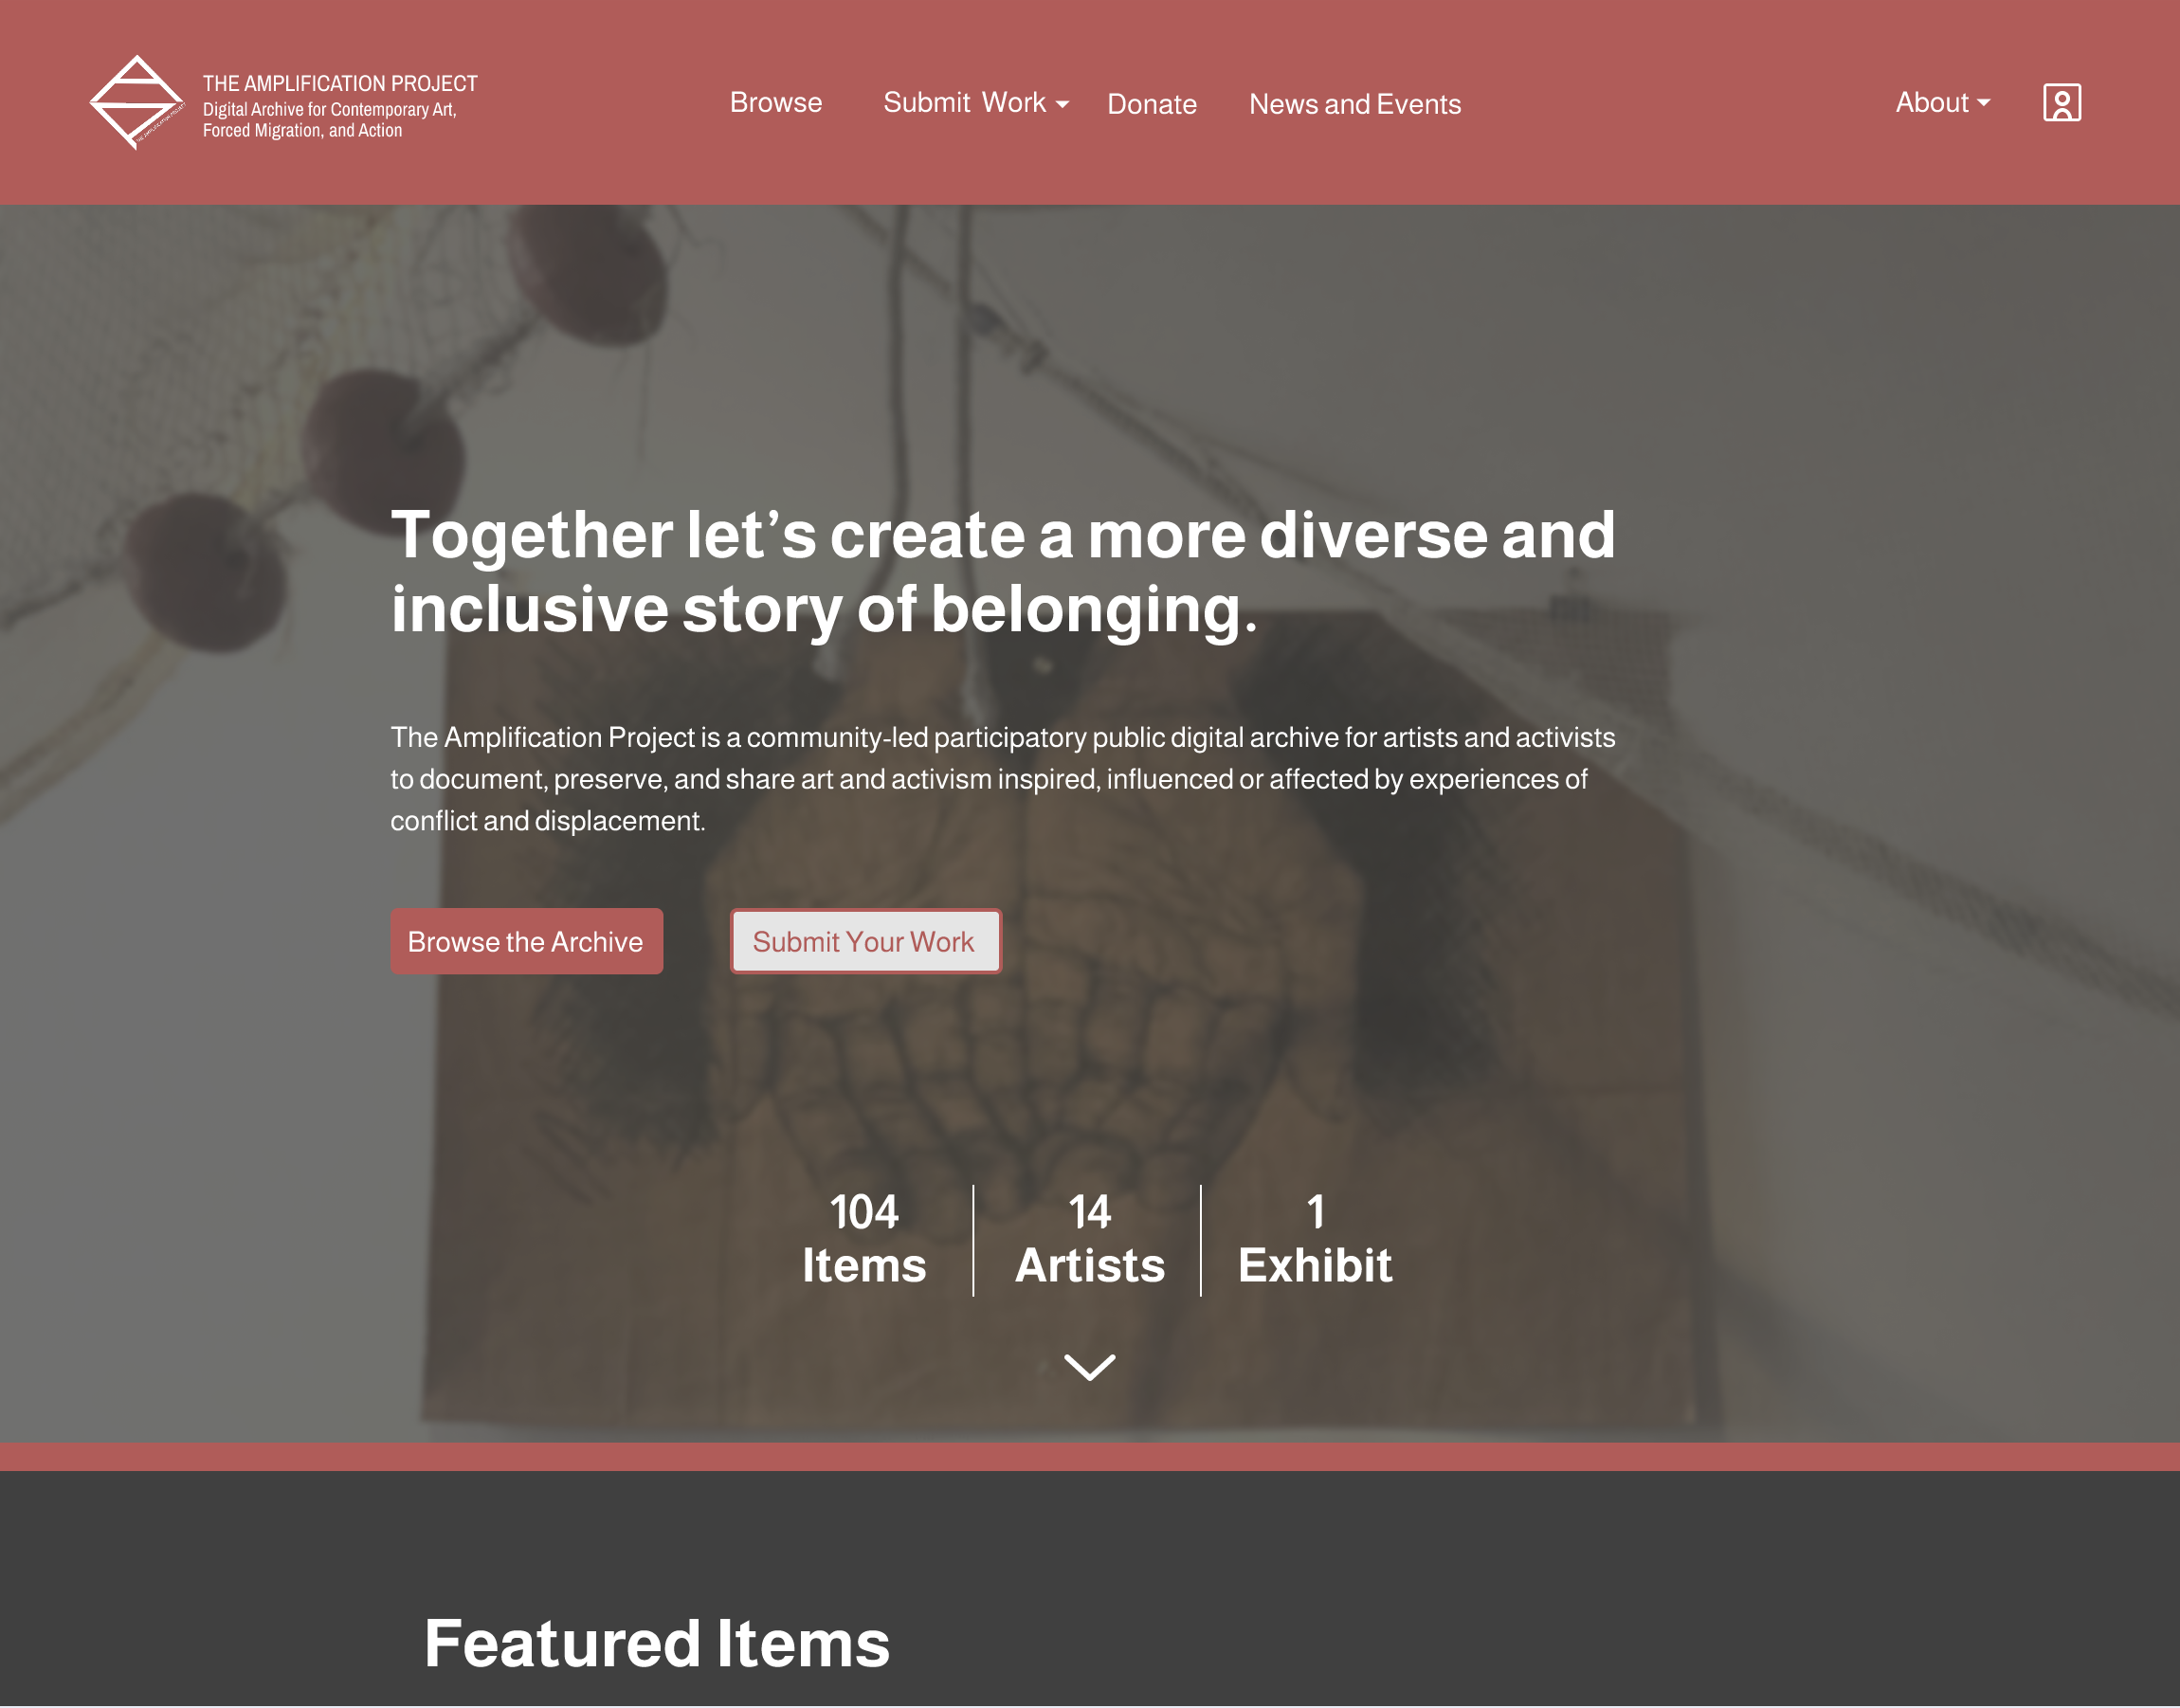 THE AMPLIFICATION PROJECT
Digital Archive for Contemporary Art,
Forced Migration, and Action
THE AMPLIFICATION PROJECT
Browse
Submit Work
Donate
News and Events
About
Together let’s create a more diverse and
inclusive story of belonging.
The Amplification Project is a community-led participatory public digital archive for artists and activists
to document, preserve, and share art and activism inspired, influenced or affected by experiences of
conflict and displacement.
Browse the Archive
Submit Your Work
104
Items
14
Artists
1
Exhibit
Featured Items